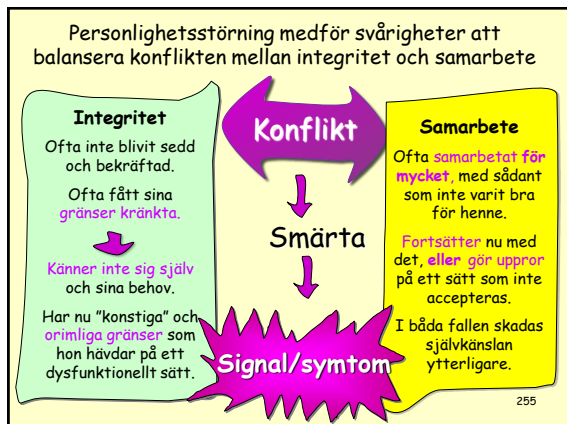 Personlighetsstörning medför svårigheter att
balansera konflikten mellan integritet och samarbete
Integritet
Ofta inte blivit sedd
och bekräftad.
Ofta fått sina
gränser kränkta.
Känner inte sig själv
och sina behov.
Har nu "konstiga" och
orimliga gränser som
hon hävdar på ett
dysfunktionellt sätt.
Konflikt
Smärta
Signal/symtom
Samarbete
Ofta samarbetat för
mycket, med sådant
som inte varit bra
för henne.
Fortsätter nu med
det, eller gör uppror
på ett sätt som inte
accepteras.
I båda fallen skadas
självkänslan
ytterligare.
255